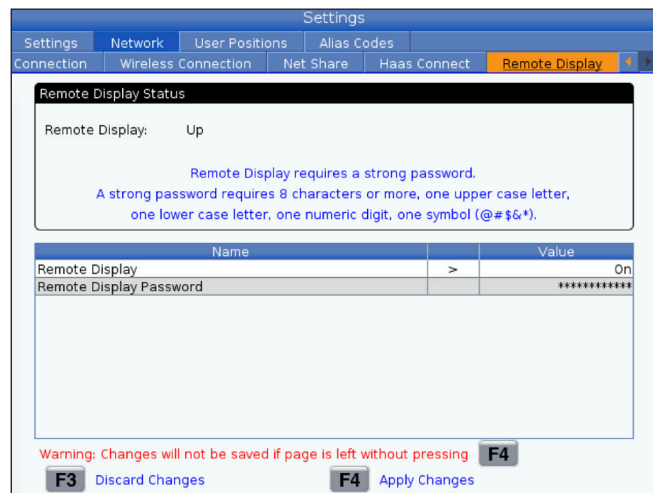 Settings
Settings Network User Positions Alias Codes
Connection Wireless Connection Net Share Haas Connect Remote Display
Remote Display Status
Remote Display: Up
Remote Display requires a strong password.
A strong password requires 8 characters or more, one upper case letter,
one lower case letter, one numeric digit, one symbol (@#$&*).
Name Value
Remote Display > On
Remote Display Password ************
Warning: Changes will not be saved if page is left without pressing F4
F3 Discard Changes F4 Apply Changes